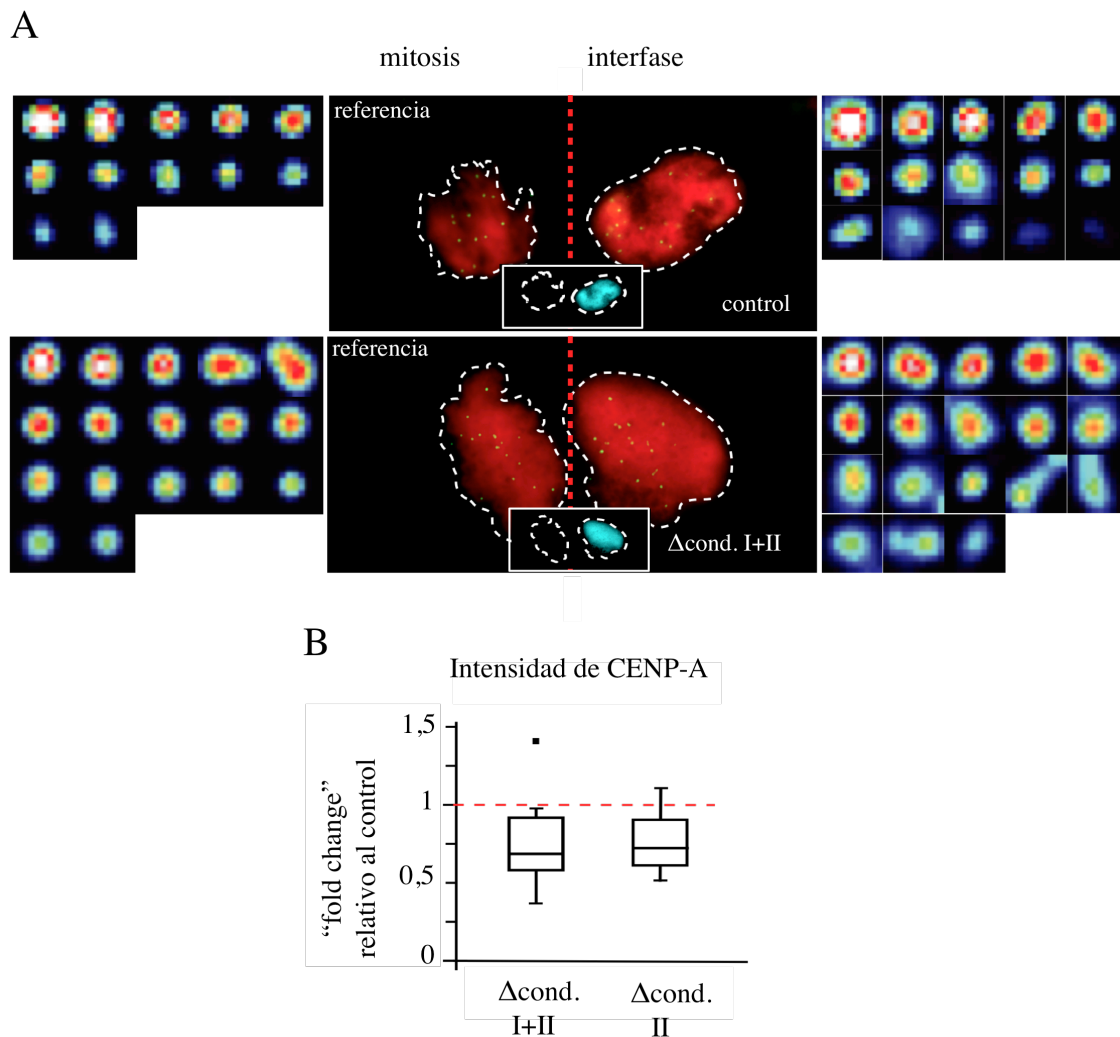 A
mitosis
interfase
referencia
control
referencia
Δcond. I+II
B
Intensidad de CENP-A
“fold change”
relativo al control
1,5
1
0,5
0
Δcond.
I+II
Δcond.
II